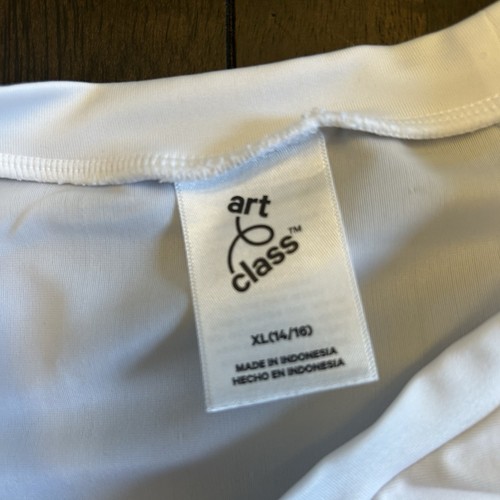 art
class™
XL(14/16)
MADE IN INDONESIA
HECHO EN INDONESIA